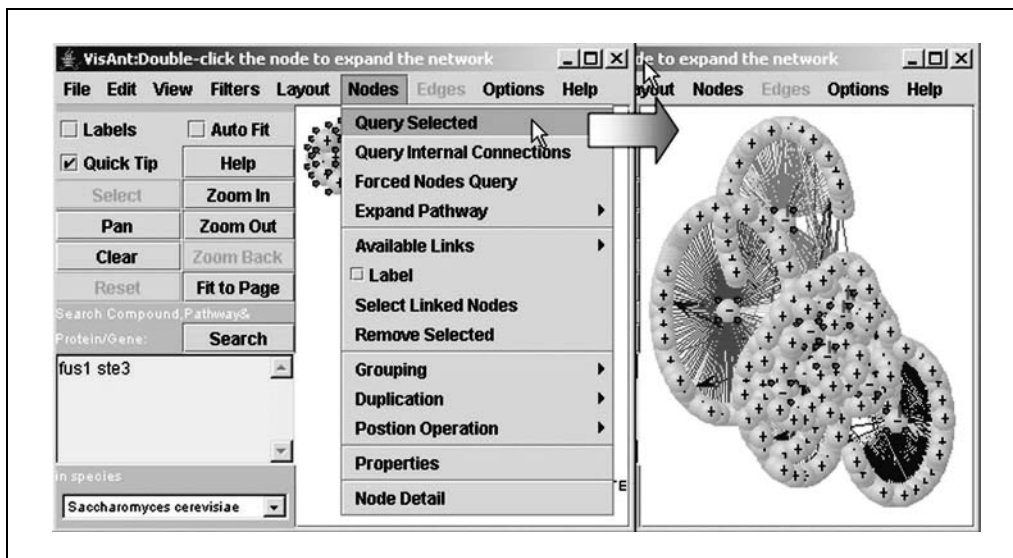 VisAnt:Double-click the node to expand the network
File Edit View Filters Layout Nodes Edges Options Help
Labels Auto Fit
Quick Tip Help
Select Zoom In
Pan Zoom Out
Clear Zoom Back
Reset Fit to Page
Search Compound,Pathway&
Protein/Gene: Search
fus1 ste3
in species
Saccharomyces cerevisiae
Query Selected
Query Internal Connections
Forced Nodes Query
Expand Pathway
Available Links
Label
Select Linked Nodes
Remove Selected
Grouping
Duplication
Postion Operation
Properties
Node Detail
TE
de to expand the network
ayout Nodes Edges Options Help